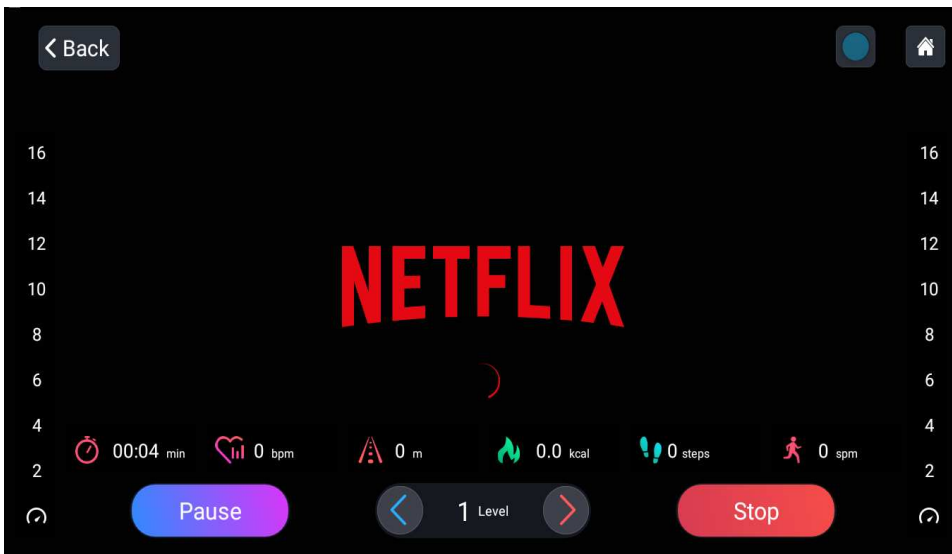 Back
16 16
14 14
12 12
NETFLIX
10 10
8 8
6 6
4 4
00:04 min 0 bpm 0 m 0.0 kcal 0 steps 0 spm
2 2
Pause 1 Level Stop